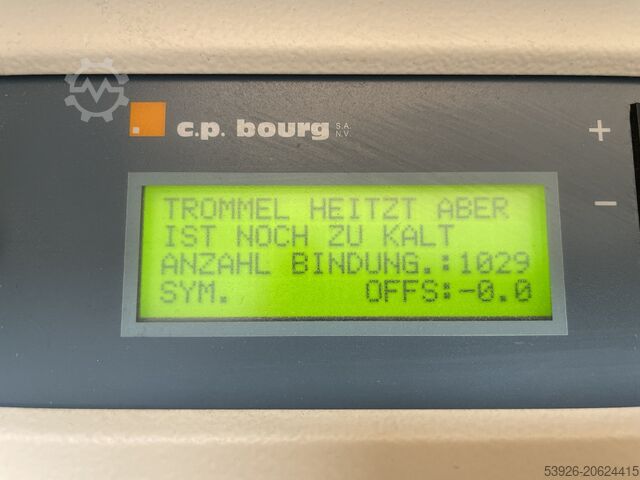 c.p. bourg S.A. N.V.
+
TROMMEL HEITZT ABER
IST NOCH ZU KALT
ANZAHL BINDUNG.:1029
SYM. OFFS:-0.0
−
53926-20624415